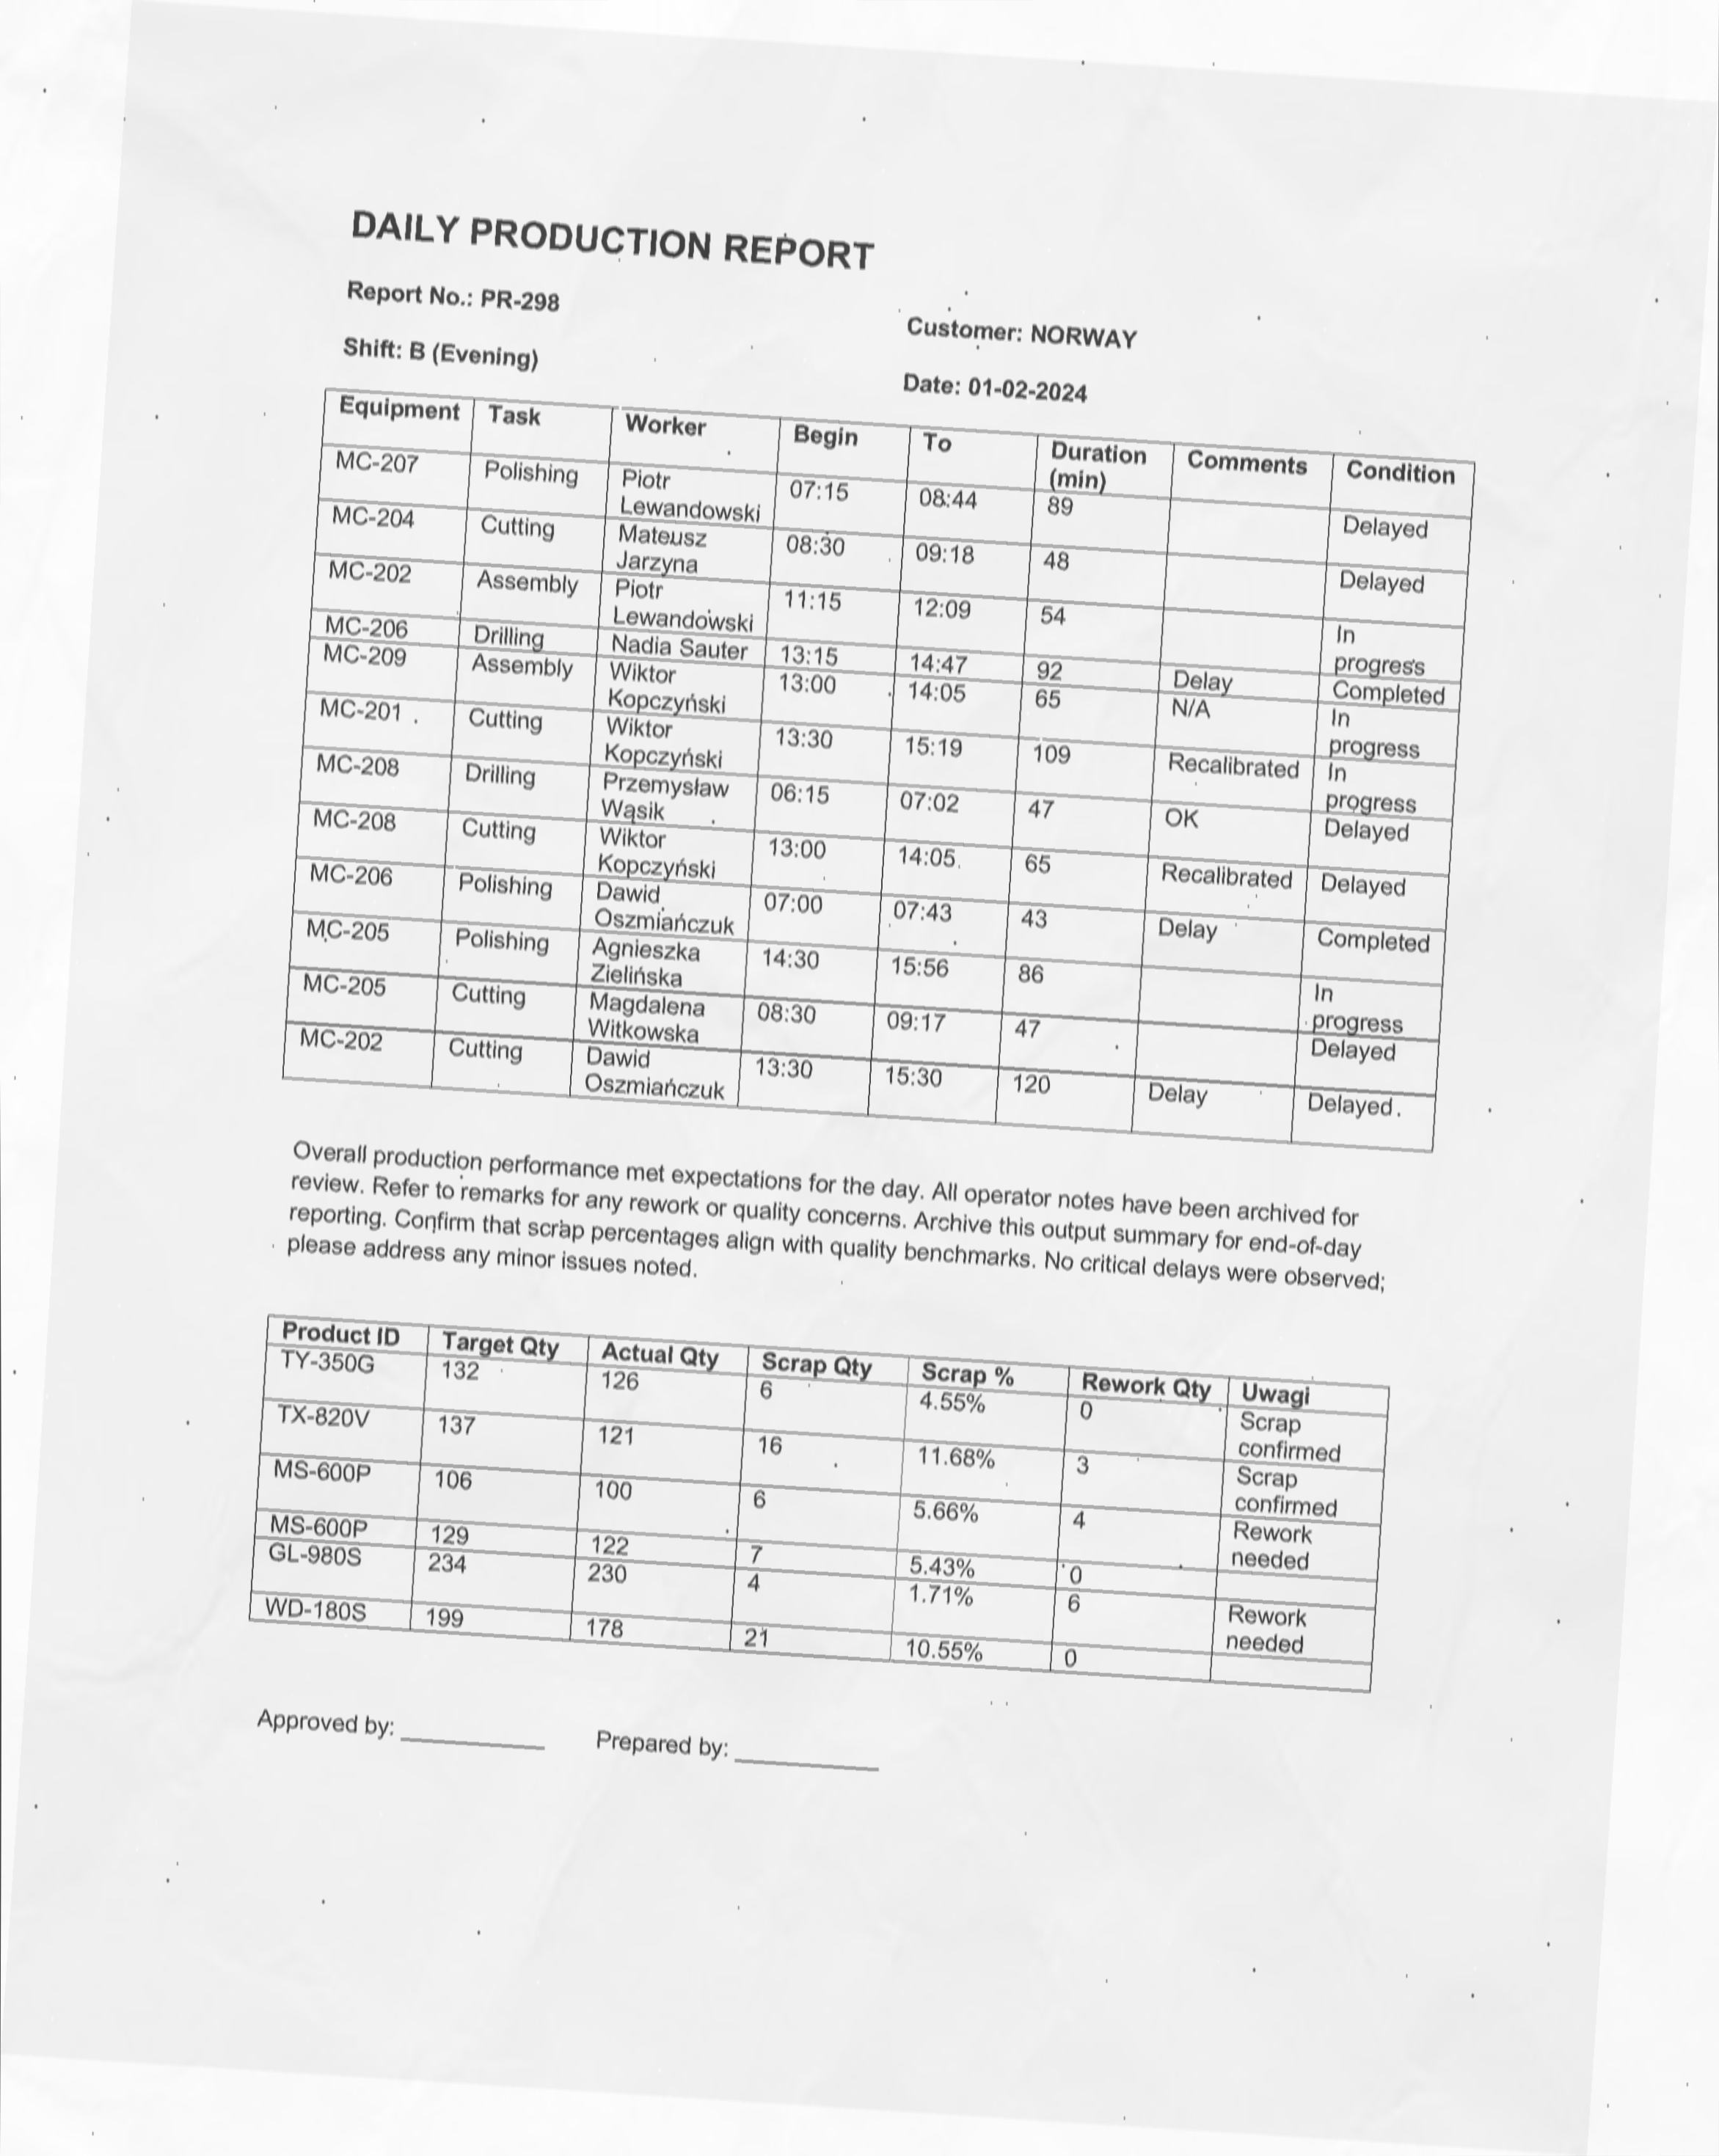 DAILY PRODUCTION REPORT
Report No.: PR-298
Customer: NORWAY
Shift: B (Evening)
Date: 01-02-2024
Equipment Task Worker Begin To Duration (min) Comments Condition
MC-207 Polishing Piotr Lewandowski 07:15 08:44 89 Delayed
MC-204 Cutting Mateusz Jarzyna 08:30 09:18 48 Delayed
MC-202 Assembly Piotr Lewandowski 11:15 12:09 54 In progress
MC-206 Drilling Nadia Sauter 13:15 14:47 92 Delay Completed
MC-209 Assembly Wiktor Kopczyński 13:00 14:05 65 N/A In progress
MC-201 Cutting Wiktor Kopczyński 13:30 15:19 109 Recalibrated In progress
MC-208 Drilling Przemysław Wąsik 06:15 07:02 47 OK Delayed
MC-208 Cutting Wiktor Kopczyński 13:00 14:05 65 Recalibrated Delayed
MC-206 Polishing Dawid Oszmiańczuk 07:00 07:43 43 Delay Completed
MC-205 Polishing Agnieszka Zielińska 14:30 15:56 86 In progress
MC-205 Cutting Magdalena Witkowska 08:30 09:17 47 Delayed
MC-202 Cutting Dawid Oszmiańczuk 13:30 15:30 120 Delay Delayed
Overall production performance met expectations for the day. All operator notes have been archived for
review. Refer to remarks for any rework or quality concerns. Archive this output summary for end-of-day
reporting. Confirm that scrap percentages align with quality benchmarks. No critical delays were observed;
please address any minor issues noted.
Product ID Target Qty Actual Qty Scrap Qty Scrap % Rework Qty Uwagi
TY-350G 132 126 6 4.55% 0 Scrap confirmed
TX-820V 137 121 16 11.68% 3 Scrap confirmed
MS-600P 106 100 6 5.66% 4 Rework needed
MS-600P 129 122 7 5.43% 0
GL-980S 234 230 4 1.71% 6 Rework needed
WD-180S 199 178 21 10.55% 0
Approved by: ____________ Prepared by: ____________